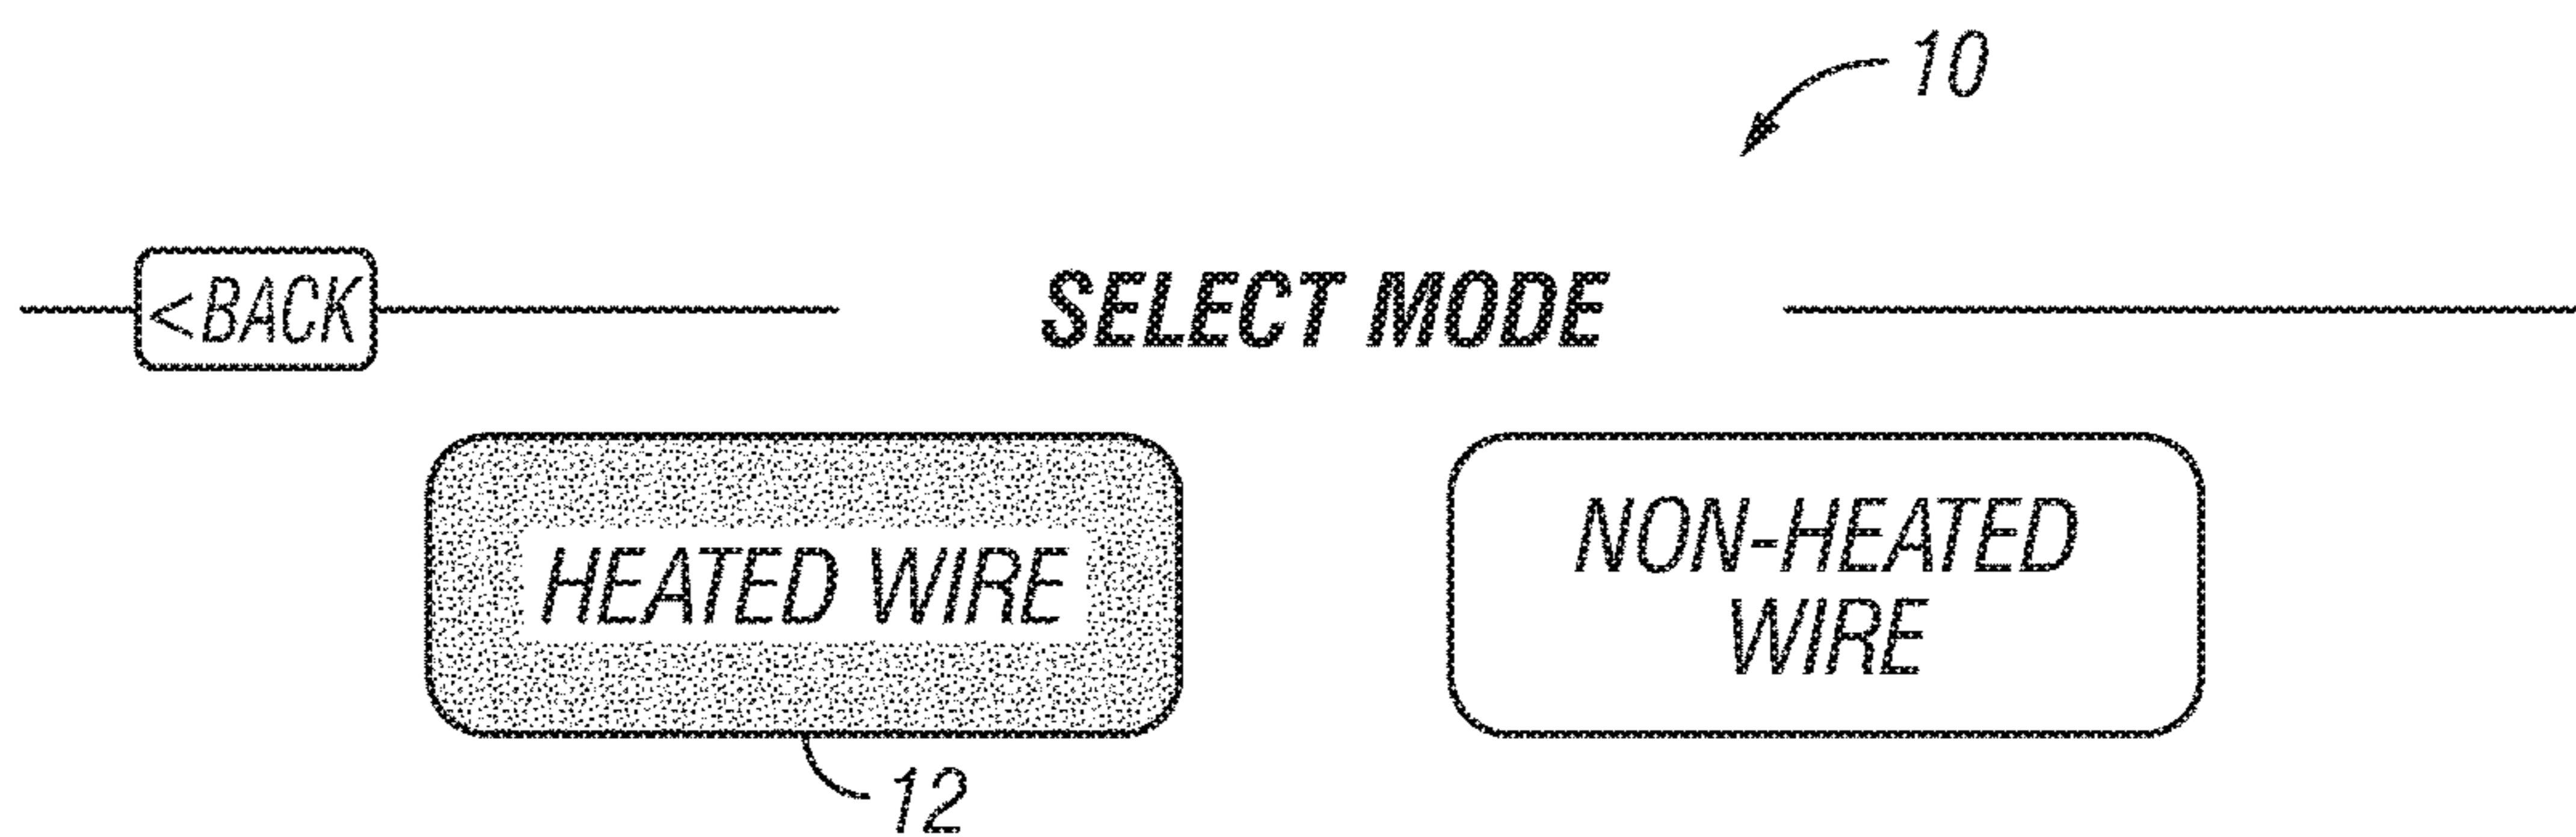 10
<BACK
SELECT MODE
HEATED WIRE
NON-HEATED
WIRE
12